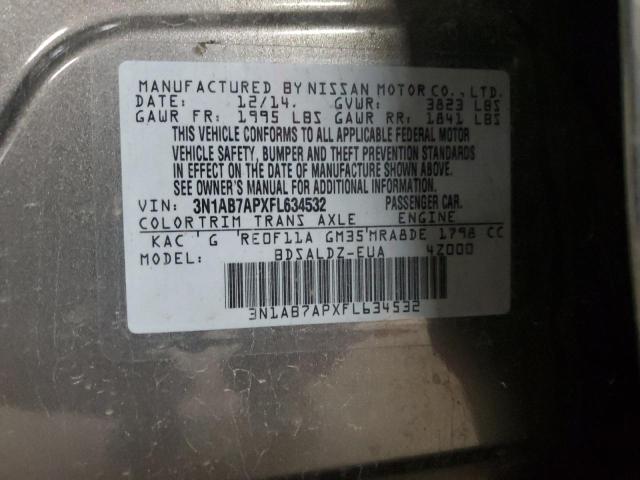 MANUFACTURED BY NISSAN MOTOR CO., LTD.
DATE: 12/14. GVWR: 3823 LBS
GAWR FR: 1995 LBS GAWR RR: 1841 LBS
THIS VEHICLE CONFORMS TO ALL APPLICABLE FEDERAL MOTOR
VEHICLE SAFETY, BUMPER AND THEFT PREVENTION STANDARDS
IN EFFECT ON THE DATE OF MANUFACTURE SHOWN ABOVE.
SEE OWNER'S MANUAL FOR ADDITIONAL INFORMATION.
VIN: 3N1AB7APXFL634532 PASSENGER CAR.
COLOR TRIM TRANS AXLE ENGINE
KAC ' G 'RE0F11A GM35'MRA8DE 1798 CC
MODEL: BDSALDZ-EUA 4Z000
3N1AB7APXFL634532